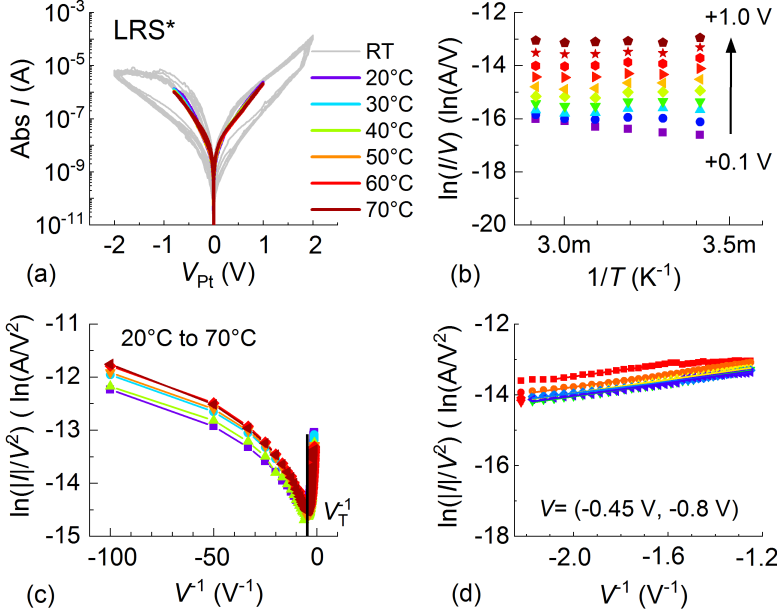 LRS*
RT
20°C
30°C
40°C
50°C
60°C
70°C
10⁻³
10⁻⁵
10⁻⁷
10⁻⁹
10⁻¹¹
Abs I (A)
-2 -1 0 1 2
V_Pt (V)
(a)
-12
-14
-16
-18
-20
ln(I/V) (ln(A/V)
+1.0 V
+0.1 V
3.0m 3.5m
1/T (K⁻¹)
(b)
-11
-12
-13
-14
-15
ln(|I|/V²) ( ln(A/V²)
20°C to 70°C
V_T⁻¹
-100 -50 0
V⁻¹ (V⁻¹)
(c)
-12
-14
-16
-18
ln(|I|/V²) ( ln(A/V²)
V= (-0.45 V, -0.8 V)
-2.0 -1.6 -1.2
V⁻¹ (V⁻¹)
(d)